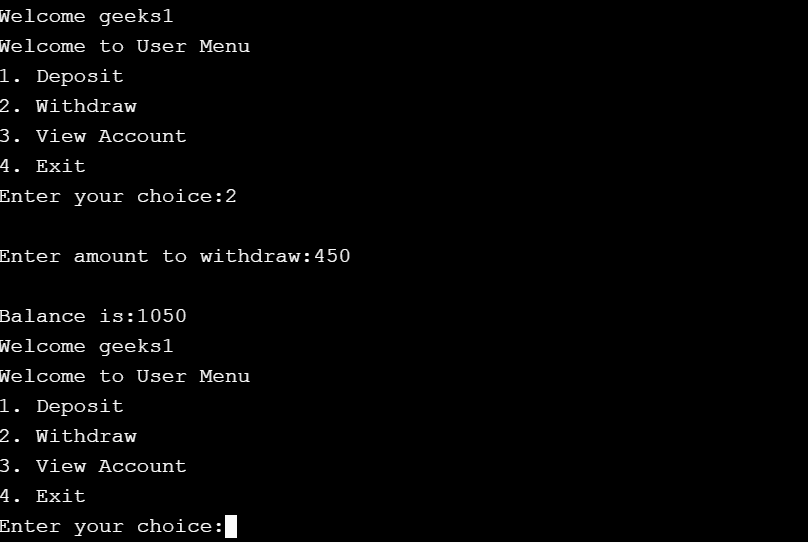 Welcome geeks1
Welcome to User Menu
1. Deposit
2. Withdraw
3. View Account
4. Exit
Enter your choice:2
Enter amount to withdraw:450
Balance is:1050
Welcome geeks1
Welcome to User Menu
1. Deposit
2. Withdraw
3. View Account
4. Exit
Enter your choice: